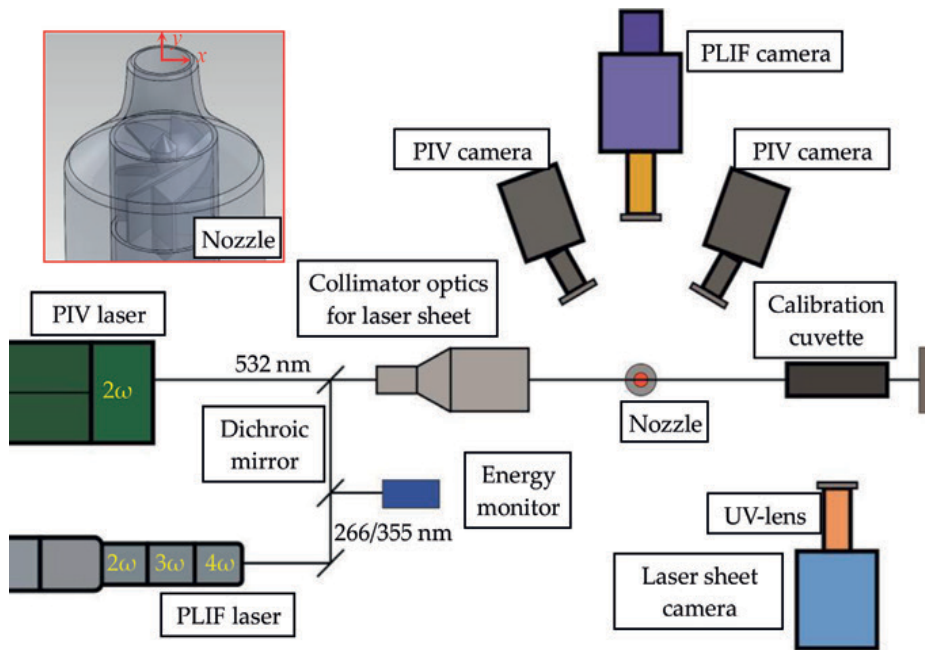 y
x
Nozzle
PLIF camera
PIV camera
PIV camera
Collimator optics
for laser sheet
PIV laser
Calibration
cuvette
532 nm
2ω
Nozzle
Dichroic
mirror
Energy
monitor
266/355 nm
UV-lens
2ω
3ω
4ω
Laser sheet
camera
PLIF laser